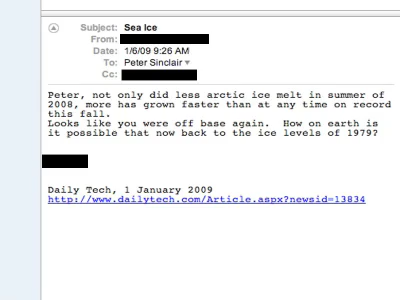 Subject: Sea Ice
From:
Date: 1/6/09 9:26 AM
To: Peter Sinclair
Cc:
Peter, not only did less arctic ice melt in summer of
2008, more has grown faster than at any time on record
this fall.
Looks like you were off base again.  How on earth is
it possible that now back to the ice levels of 1979?
Daily Tech, 1 January 2009
http://www.dailytech.com/Article.aspx?newsid=13834